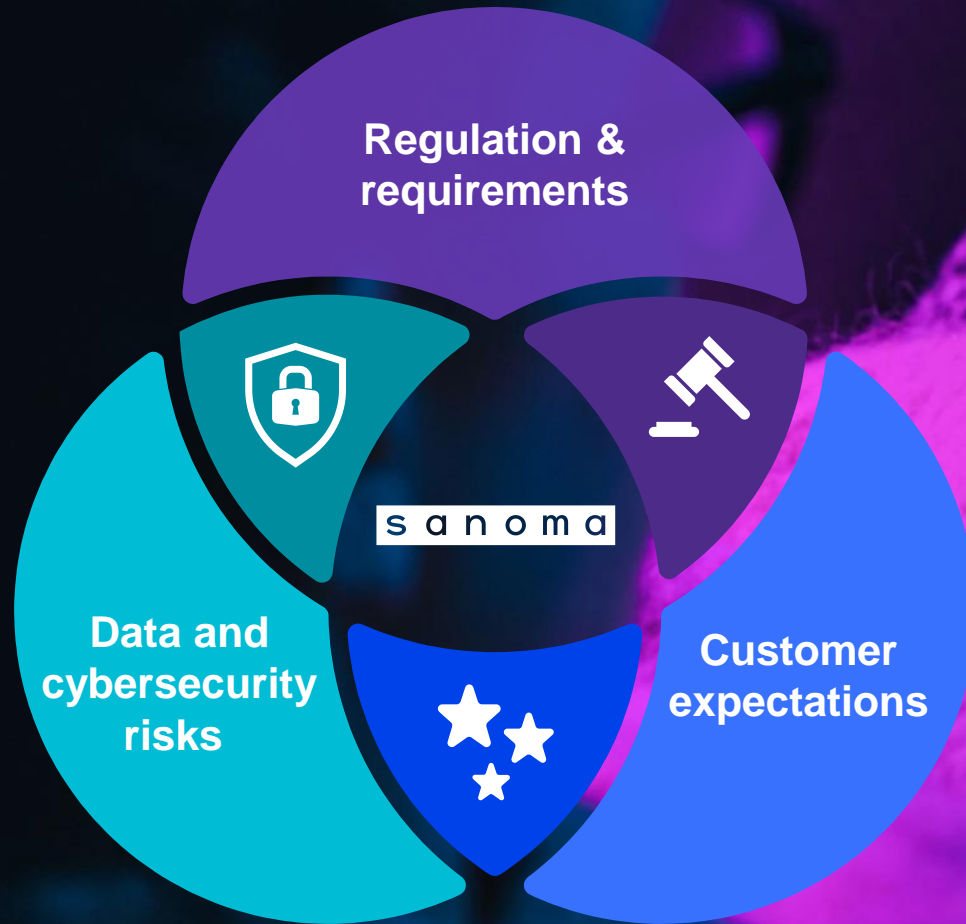 Regulation &
requirements
sanoma
Data and
cybersecurity
risks
Customer
expectations